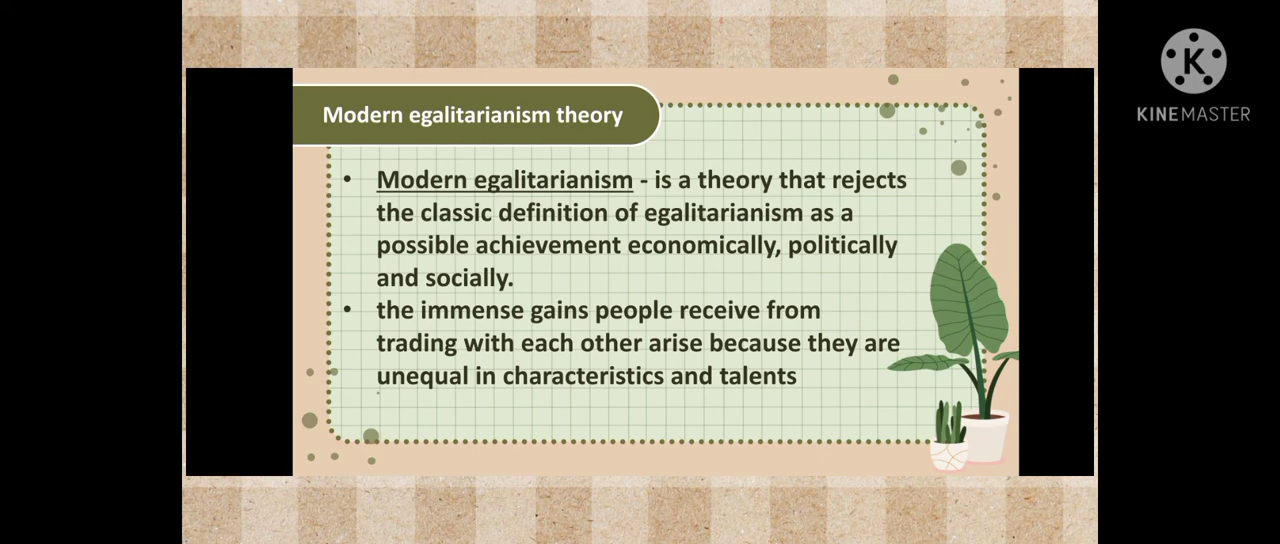 Modern egalitarianism theory
• Modern egalitarianism - is a theory that rejects
the classic definition of egalitarianism as a
possible achievement economically, politically
and socially.
• the immense gains people receive from
trading with each other arise because they are
unequal in characteristics and talents
K
KINEMASTER